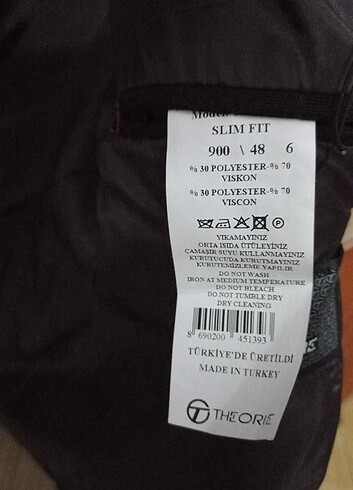 SLIM FIT
900 \ 48 6
% 30 POLYESTER-% 70
VISKON
% 30 POLYESTER-% 70
VISCON
P
YIKAMAYINIZ
ORTA ISIDA ÜTÜLEYİNİZ
ÇAMAŞIR SUYU KULLANMAYINIZ
KURUTUCUDA KURUTMAYINIZ
KURUTEMİZLEME YAPILIR
DO NOT WASH
IRON AT MEDIUM TEMPERATURE
DO NOT BLEACH
DO NOT TUMBLE DRY
DRY CLEANING
8 690200 451393
TÜRKİYE'DE ÜRETİLDİ
MADE IN TURKEY
THEORIE